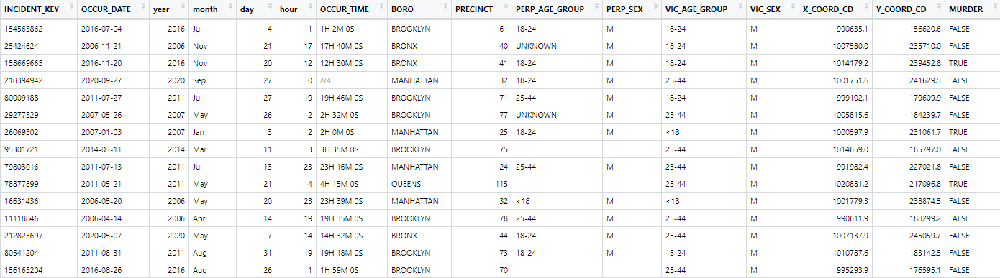 INCIDENT_KEY OCCUR_DATE year month day hour OCCUR_TIME BORO PRECINCT PERP_AGE_GROUP PERP_SEX VIC_AGE_GROUP VIC_SEX X_COORD_CD Y_COORD_CD MURDER
154563862 2016-07-04 2016 Jul 4 1 1H 2M 0S BROOKLYN 61 18-24 M 18-24 M 990635.1 156620.6 FALSE
25424624 2006-11-21 2006 Nov 21 17 17H 40M 0S BRONX 40 UNKNOWN M 18-24 M 1007580.0 235710.0 FALSE
158669665 2016-11-20 2016 Nov 20 12 12H 30M 0S BRONX 41 18-24 M 18-24 M 1014179.2 239452.8 TRUE
218394942 2020-09-27 2020 Sep 27 0 NA MANHATTAN 32 18-24 M 25-44 M 1001751.6 241629.5 FALSE
80009188 2011-07-27 2011 Jul 27 19 19H 46M 0S BROOKLYN 71 25-44 M 18-24 M 999102.1 179609.9 FALSE
29277329 2007-05-26 2007 May 26 2 2H 32M 0S BROOKLYN 77 UNKNOWN M 25-44 M 1005815.6 184239.7 FALSE
26069302 2007-01-03 2007 Jan 3 2 2H 0M 0S MANHATTAN 25 18-24 M <18 M 1000597.9 231061.7 TRUE
95301721 2014-03-11 2014 Mar 11 3 3H 35M 0S BROOKLYN 75 25-44 M 1014659.0 185797.0 FALSE
79803016 2011-07-13 2011 Jul 13 23 23H 16M 0S MANHATTAN 24 25-44 M 25-44 M 991982.4 227021.8 FALSE
78877899 2011-05-21 2011 May 21 4 4H 15M 0S QUEENS 115 25-44 M 1020881.2 217096.8 TRUE
16631436 2006-05-20 2006 May 20 23 23H 39M 0S MANHATTAN 32 <18 M <18 M 1001779.3 238874.5 FALSE
11118846 2006-04-14 2006 Apr 14 19 19H 35M 0S BROOKLYN 78 25-44 M 25-44 M 990611.9 188299.2 FALSE
212823697 2020-05-07 2020 May 7 14 14H 32M 0S BRONX 44 18-24 M 25-44 M 1007137.9 245059.7 FALSE
80541204 2011-08-31 2011 Aug 31 19 19H 18M 0S BROOKLYN 73 18-24 M 18-24 M 1010787.6 183142.5 FALSE
156163204 2016-08-26 2016 Aug 26 1 1H 59M 0S BROOKLYN 70 25-44 M 995293.9 176595.1 FALSE